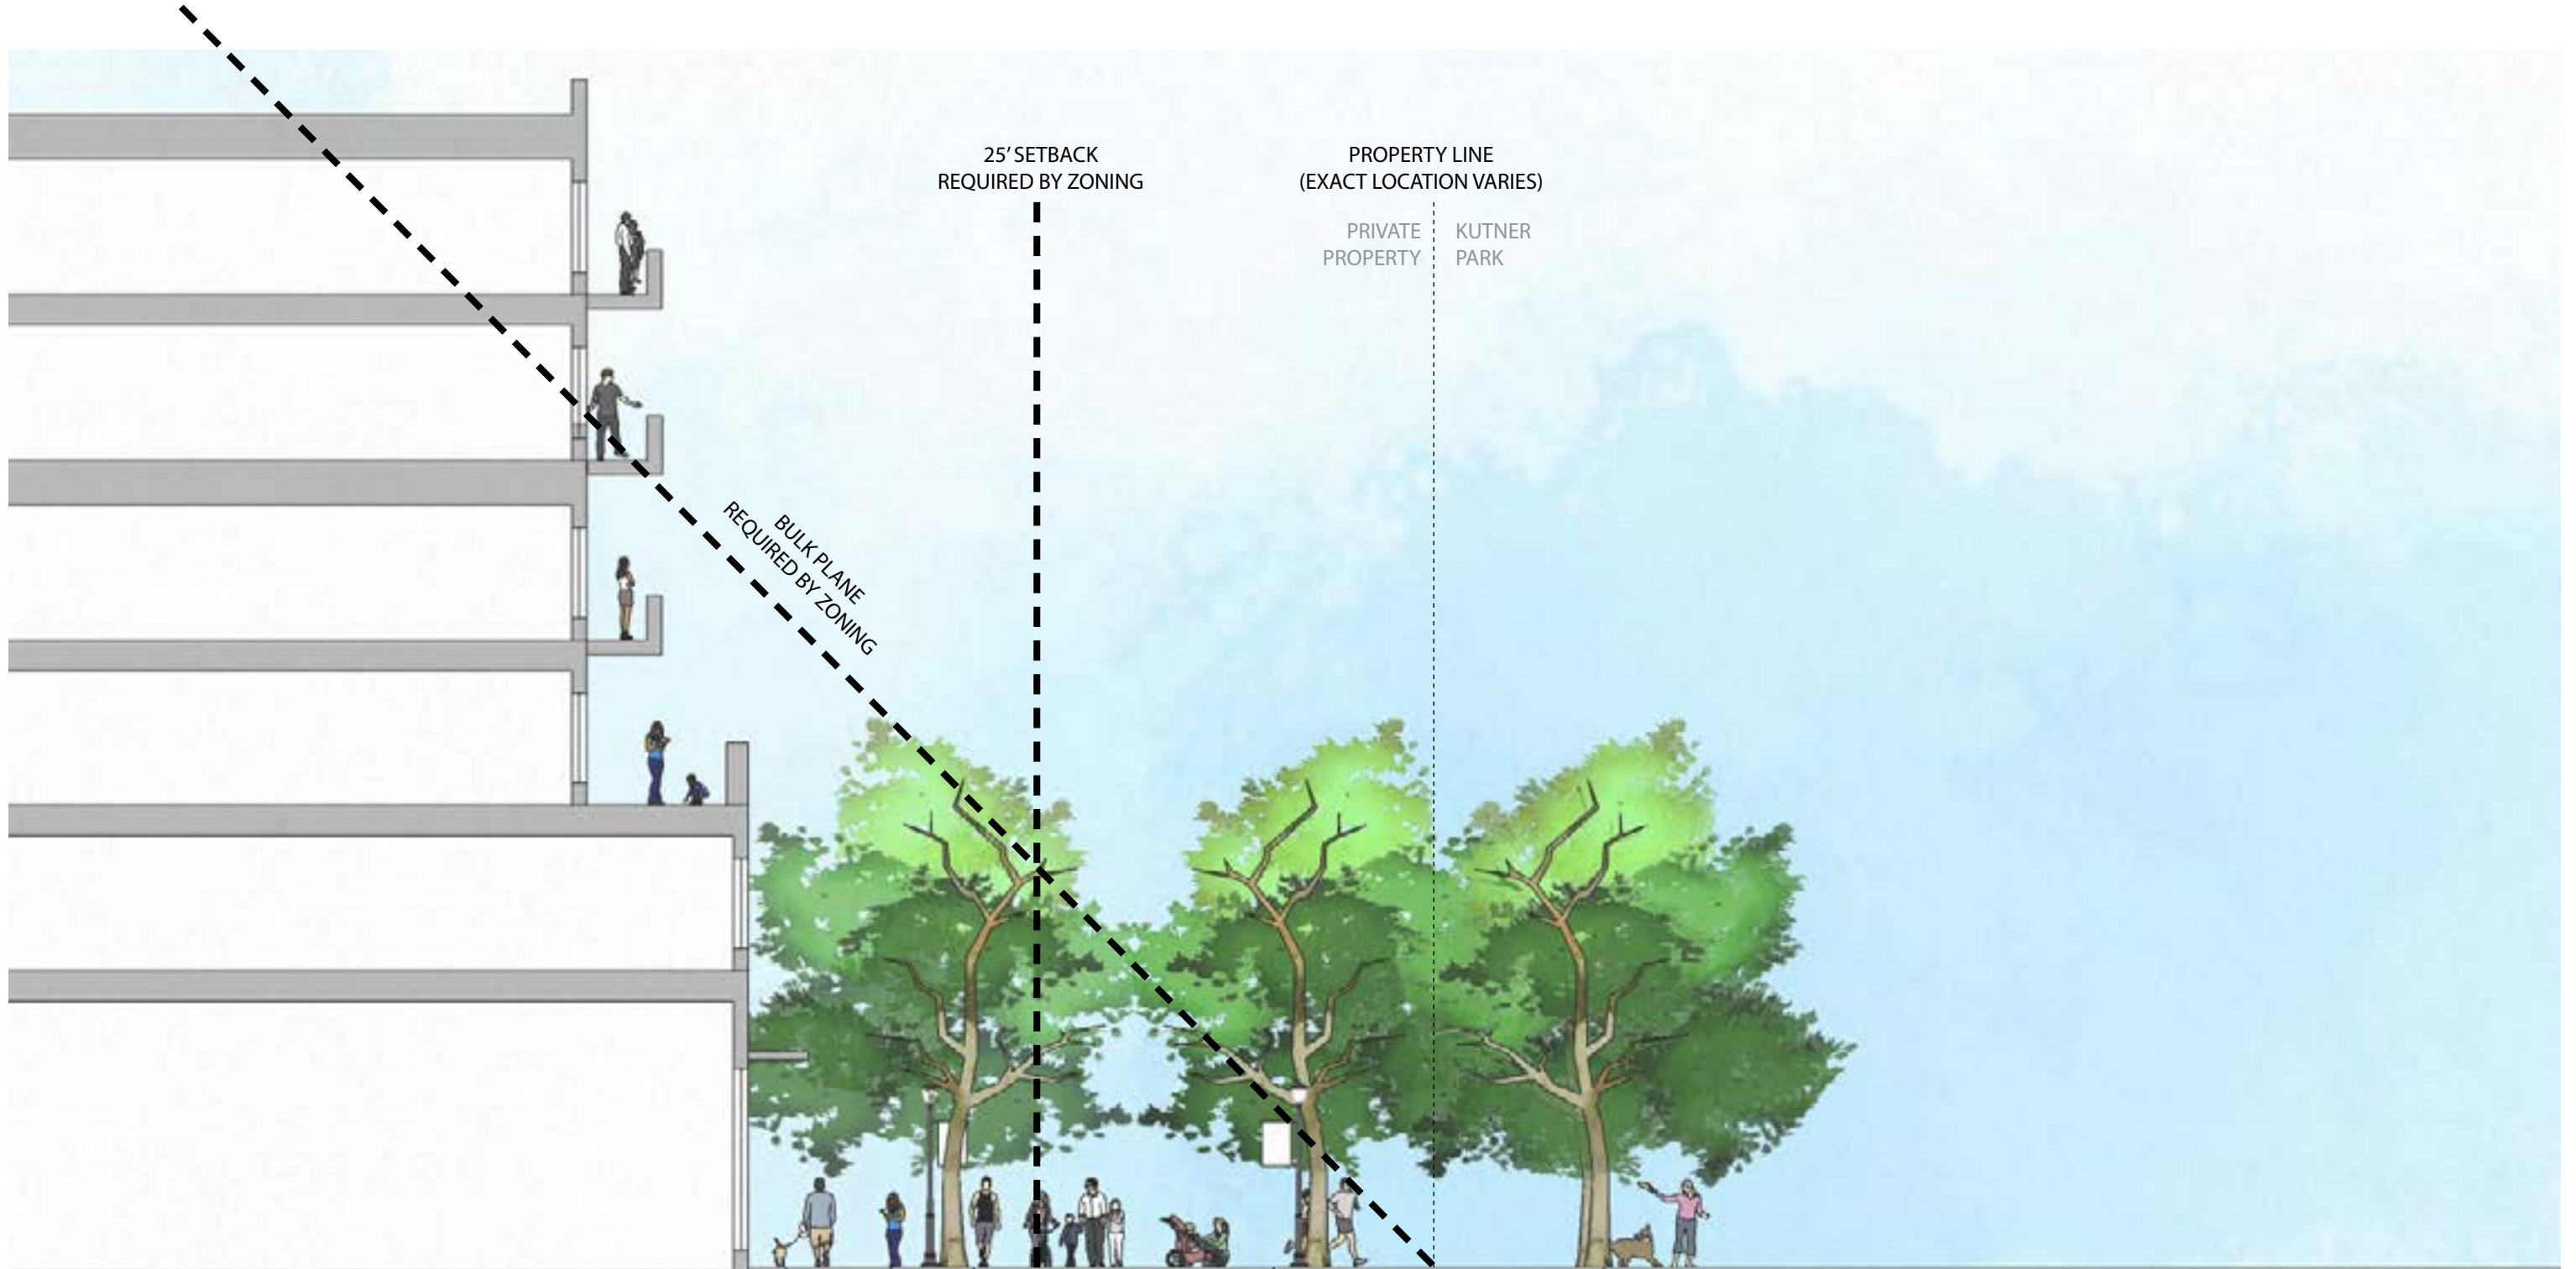 25' SETBACK
REQUIRED BY ZONING
PROPERTY LINE
(EXACT LOCATION VARIES)
PRIVATE
PROPERTY
KUTNER
PARK
BULK PLANE
REQUIRED BY ZONING